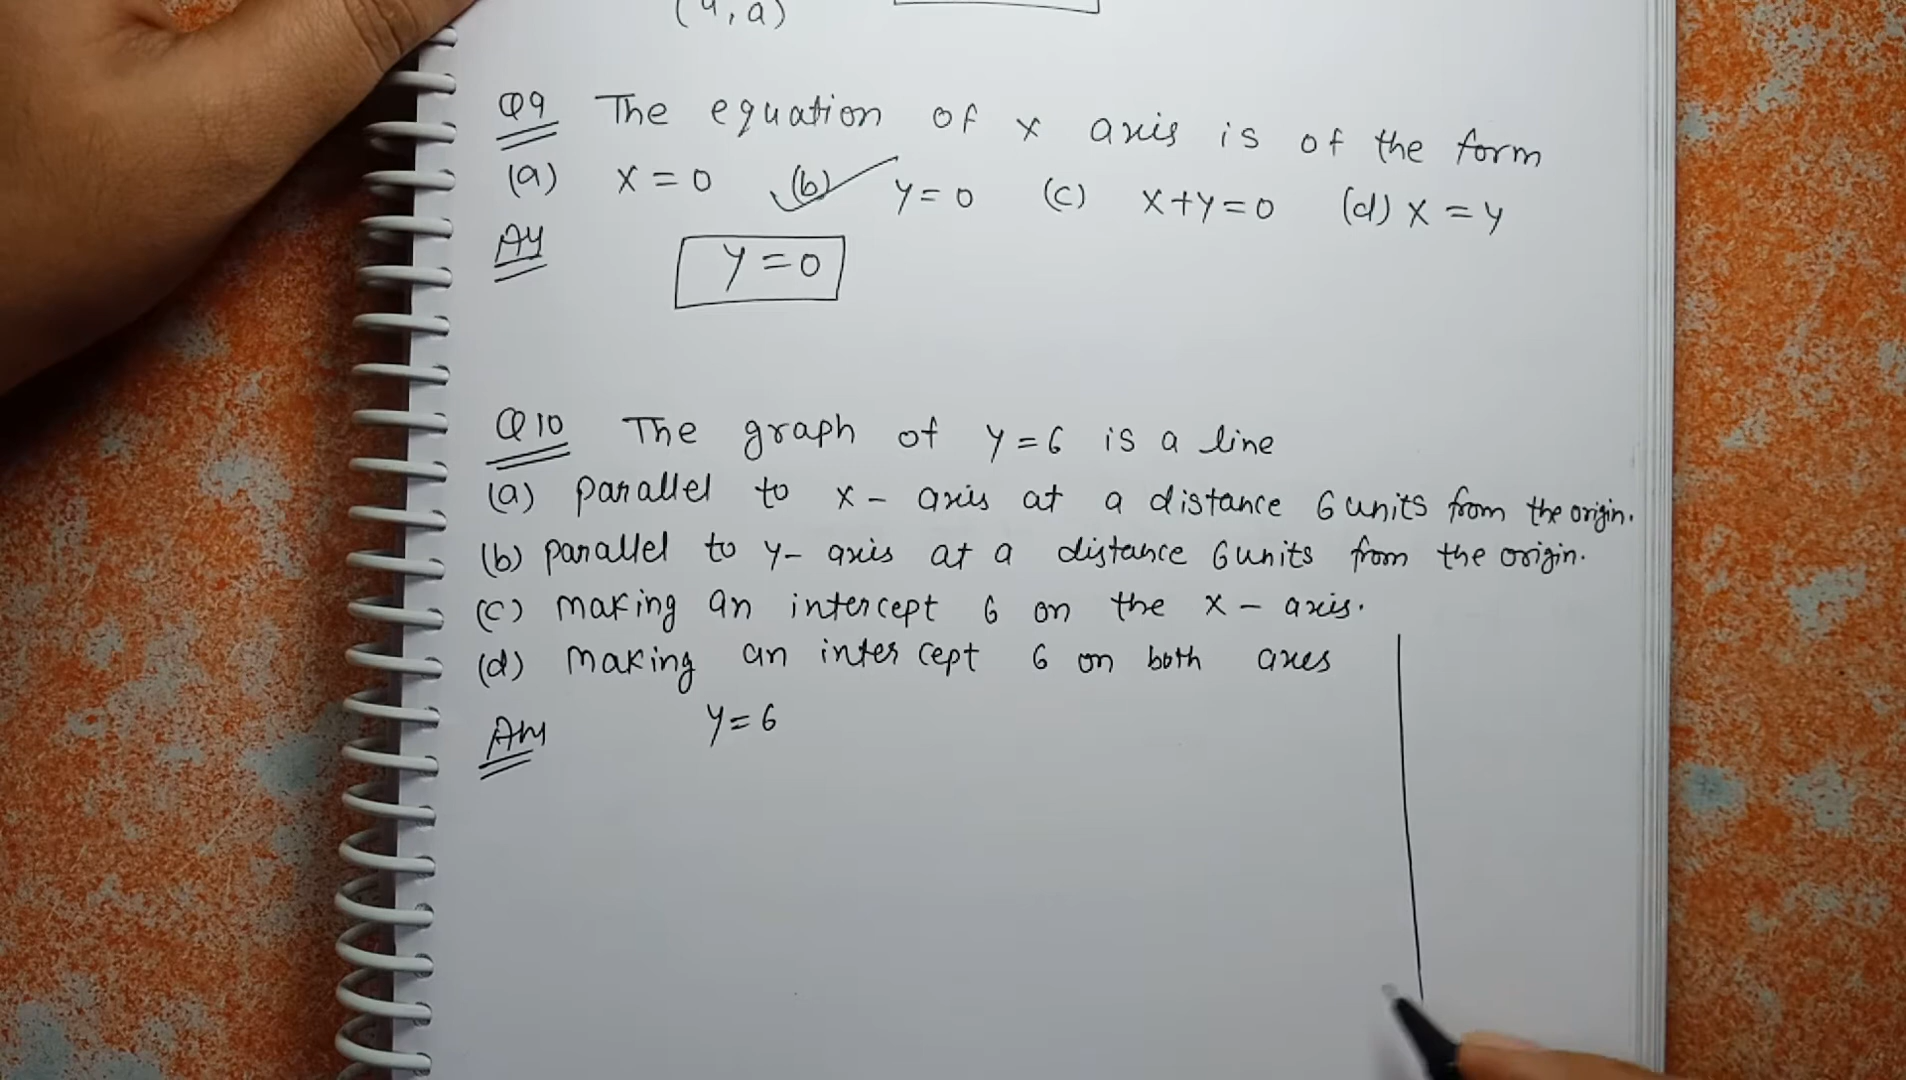 Q9 The equation of x axis is of the form
(a) x = 0 (b) y = 0 (c) x+y=0 (d) x = y
y = 0
Q10 The graph of y = 6 is a line
(a) parallel to x - axis at a distance 6 units from the origin.
(b) parallel to y- axis at a distance 6 units from the origin.
(c) making an intercept 6 on the x - axis.
(d) making an intercept 6 on both axes
Ans y = 6